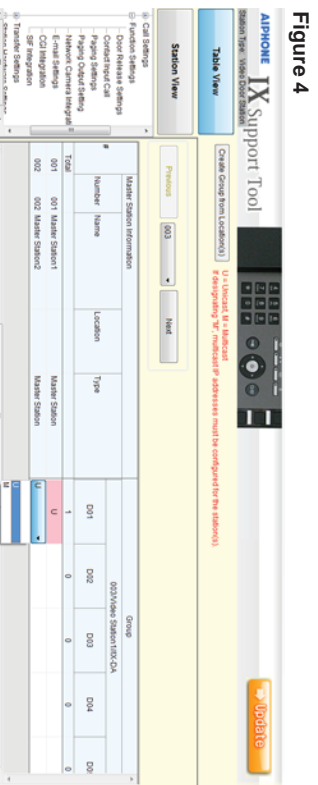 Figure 4
AIPHONE IX Support Tool
Station Type: Video Door Station
Update
Table View
Create Group from Location(s)
U = Unicast, M = Multicast
If designating "M", multicast IP addresses must be configured for the station(s).
Station View
Previous
003
Next
Call Settings
Function Settings
Door Release Settings
Contact Input Call
Paging Settings
Paging Output Setting
Network Camera Integrati
E-mail Settings
CGI Integration
SIF Integration
Transfer Settings
#
Master Station Information
Group
003/Video Station1/IX-DA
Number Name Location Type
D01 D02 D03 D04
Total 1 0 0 0 0
001 001 Master Station1 Master Station U
002 002 Master Station2 Master Station U
U
M